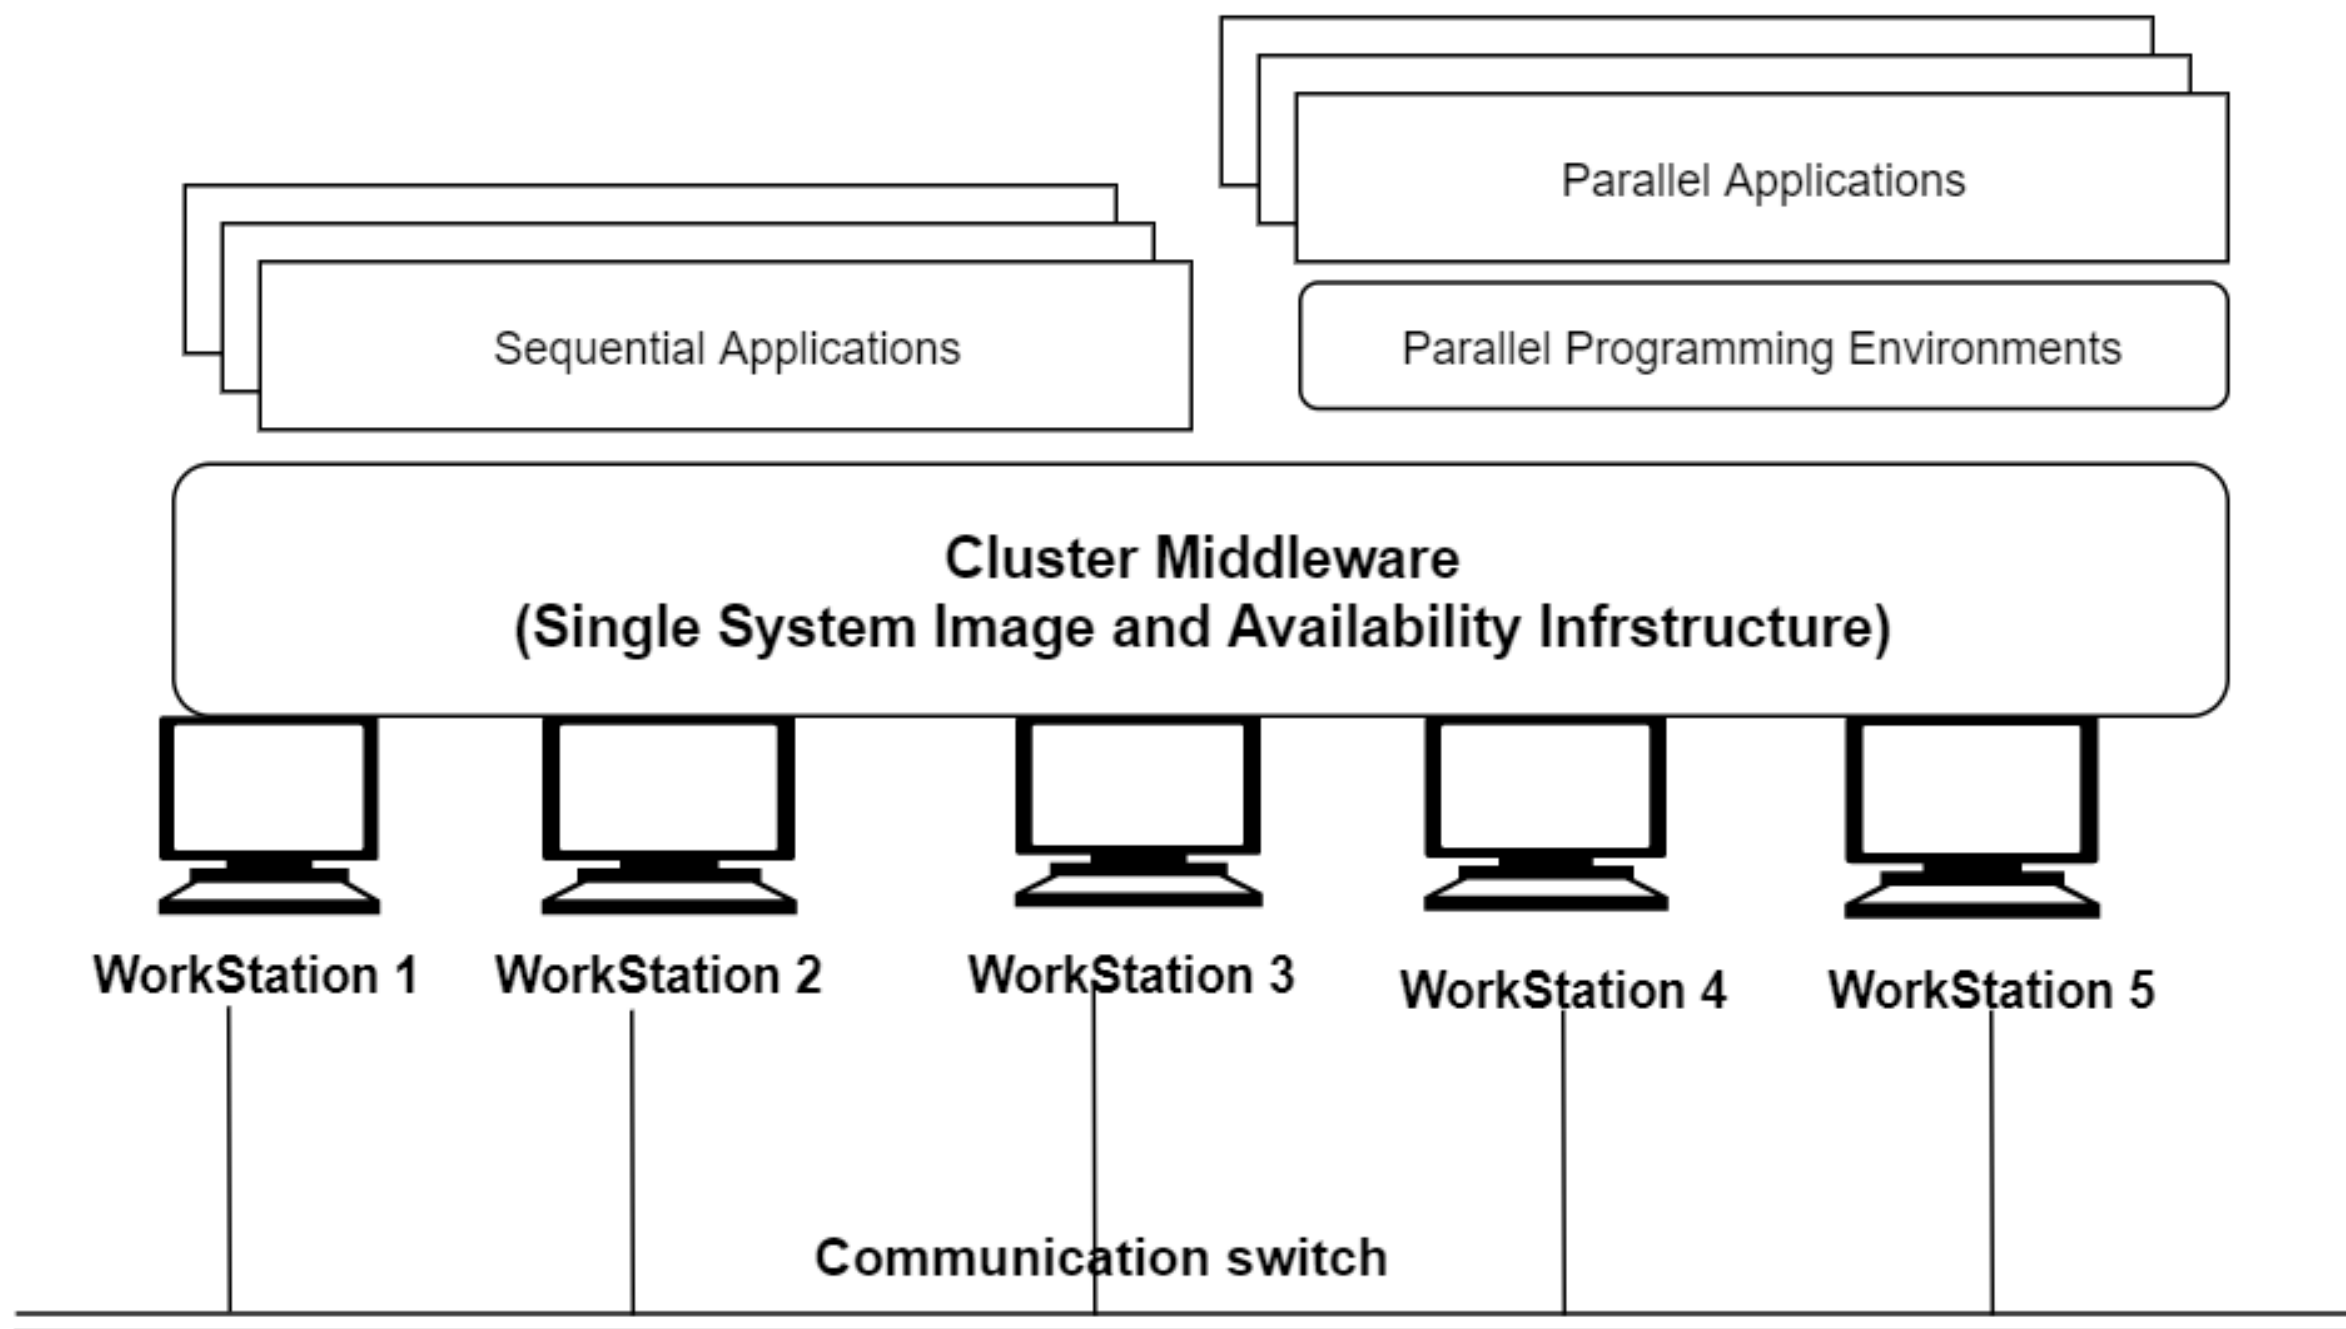 Parallel Applications
Sequential Applications
Parallel Programming Environments
Cluster Middleware
(Single System Image and Availability Infrstructure)
WorkStation 1
WorkStation 2
WorkStation 3
WorkStation 4
WorkStation 5
Communication switch